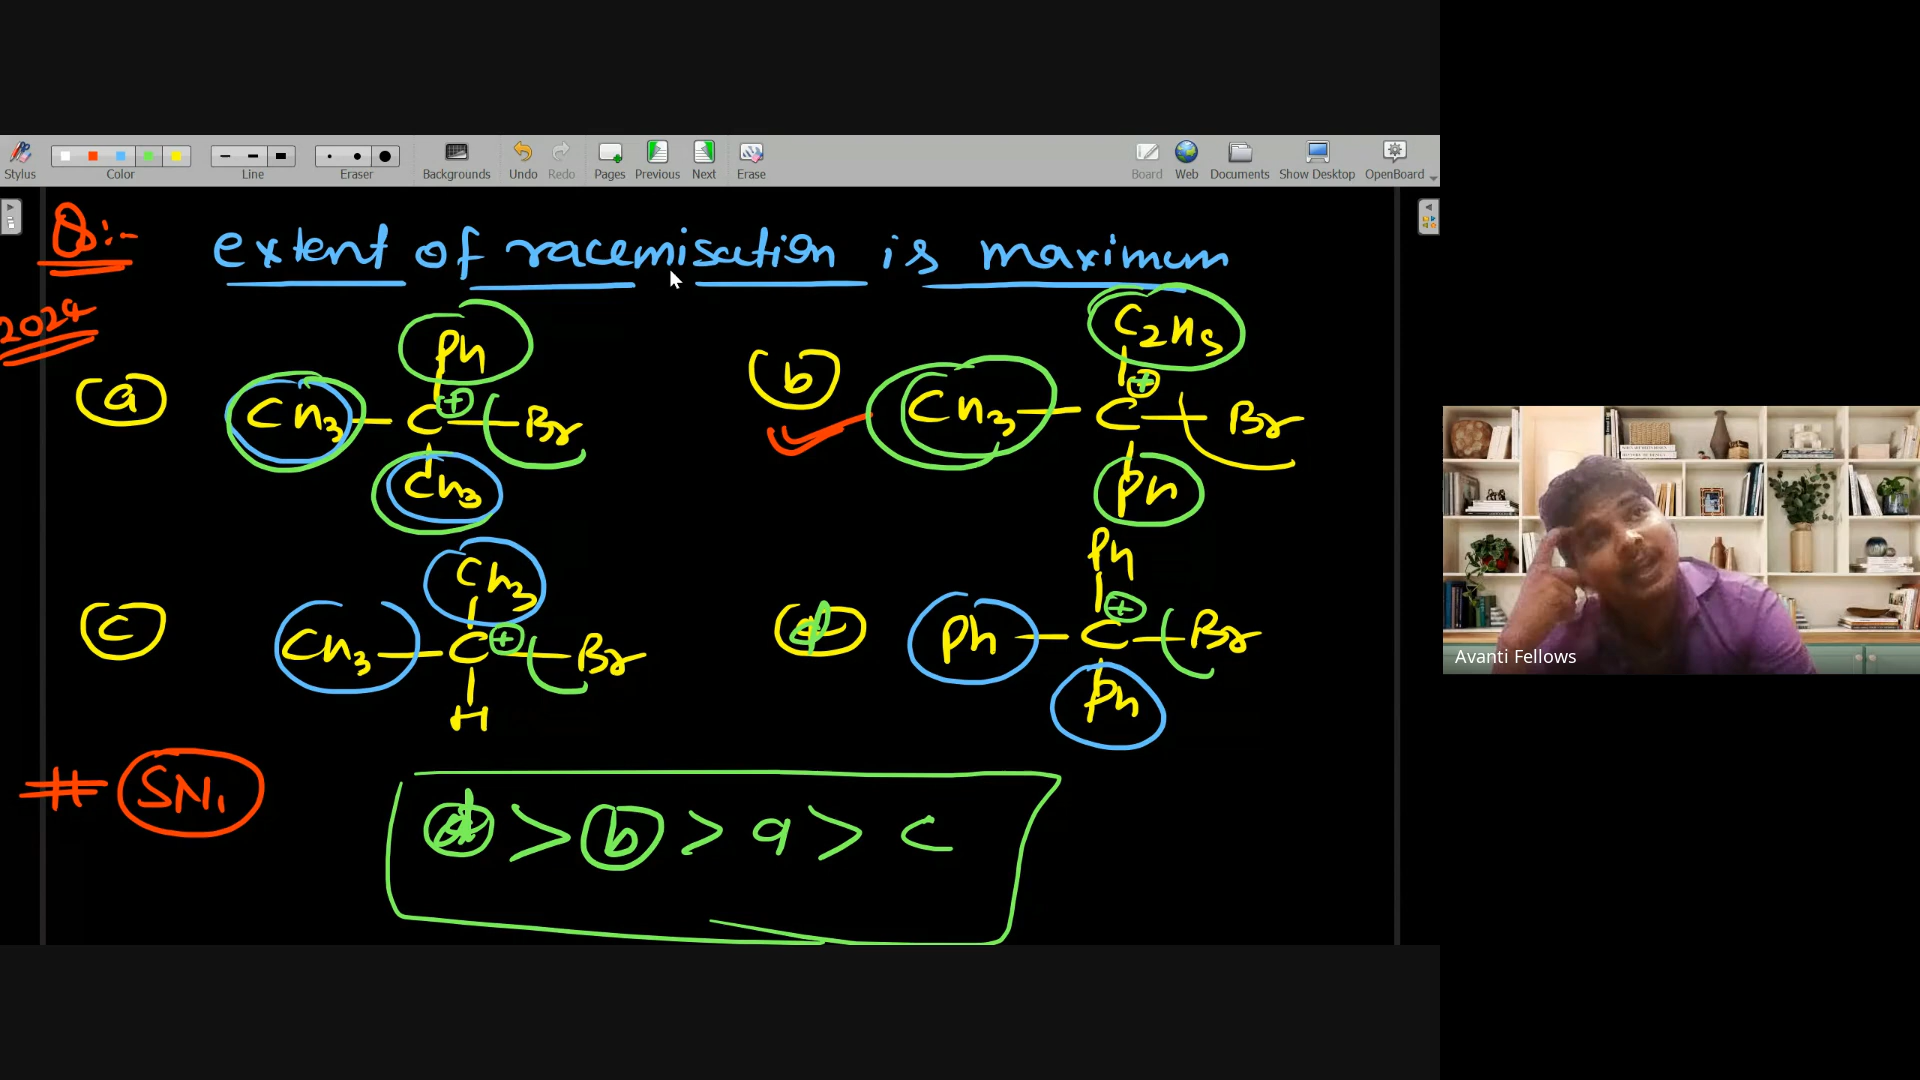 Stylus
Color
Line
Eraser
Backgrounds
Undo
Redo
Pages
Previous
Next
Erase
Board
Web
Documents
Show Desktop
OpenBoard
Q:- extent of racemisation is maximum
2024
a
Ph
CH3 — C⊕ — Br
CH3
b
C2H5
CH3 — C⊕ — Br
Ph
c
CH3
CH3 — C⊕ — Br
H
d
Ph
Ph — C⊕ — Br
Ph
# SN1
d > b > a > c
Avanti Fellows